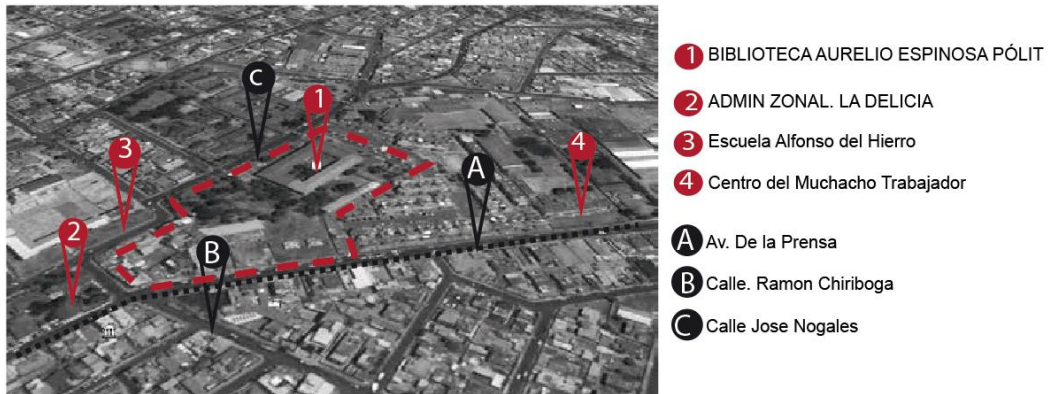 C
1
3
4
A
2
B
1 BIBLIOTECA AURELIO ESPINOSA PÓLIT
2 ADMIN ZONAL. LA DELICIA
3 Escuela Alfonso del Hierro
4 Centro del Muchacho Trabajador
A Av. De la Prensa
B Calle. Ramon Chiriboga
C Calle Jose Nogales